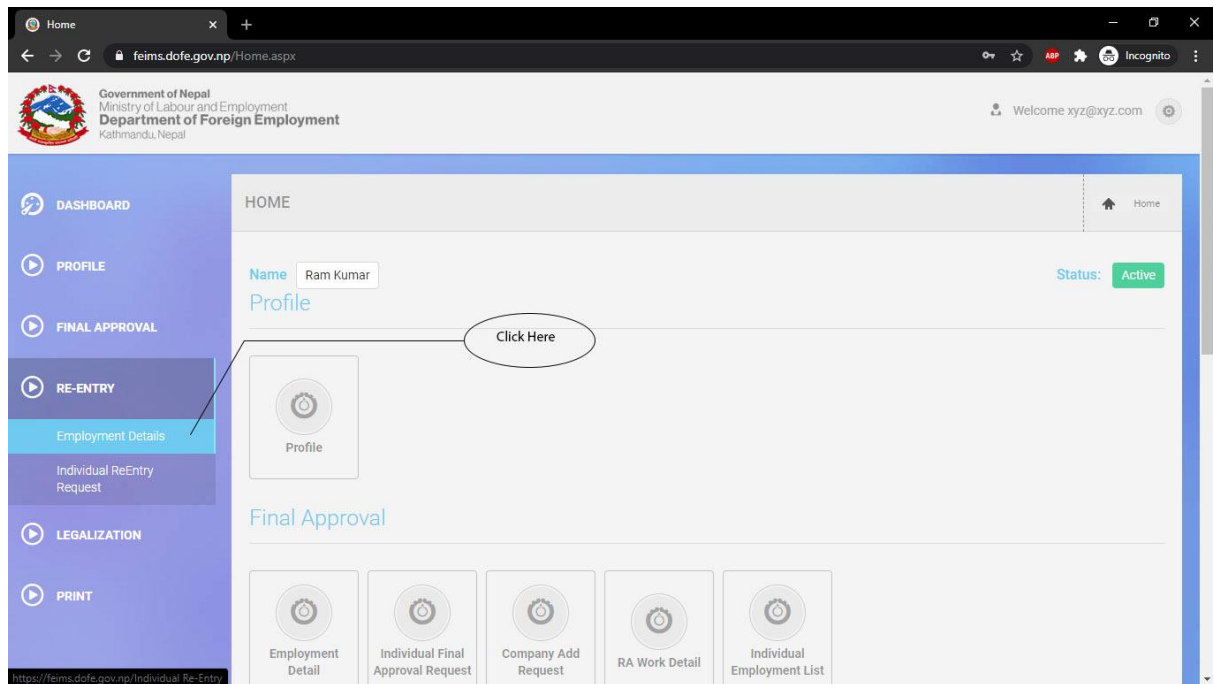 Home
feims.dofe.gov.np/Home.aspx
ABP
Incognito
Government of Nepal
Ministry of Labour and Employment
Department of Foreign Employment
Kathmandu, Nepal
Welcome xyz@xyz.com
DASHBOARD
PROFILE
FINAL APPROVAL
RE-ENTRY
Employment Details
Individual ReEntry
Request
LEGALIZATION
PRINT
HOME
Home
Name Ram Kumar
Status: Active
Profile
Click Here
Profile
Final Approval
Employment
Detail
Individual Final
Approval Request
Company Add
Request
RA Work Detail
Individual
Employment List
https://feims.dofe.gov.np/Individual Re-Entry